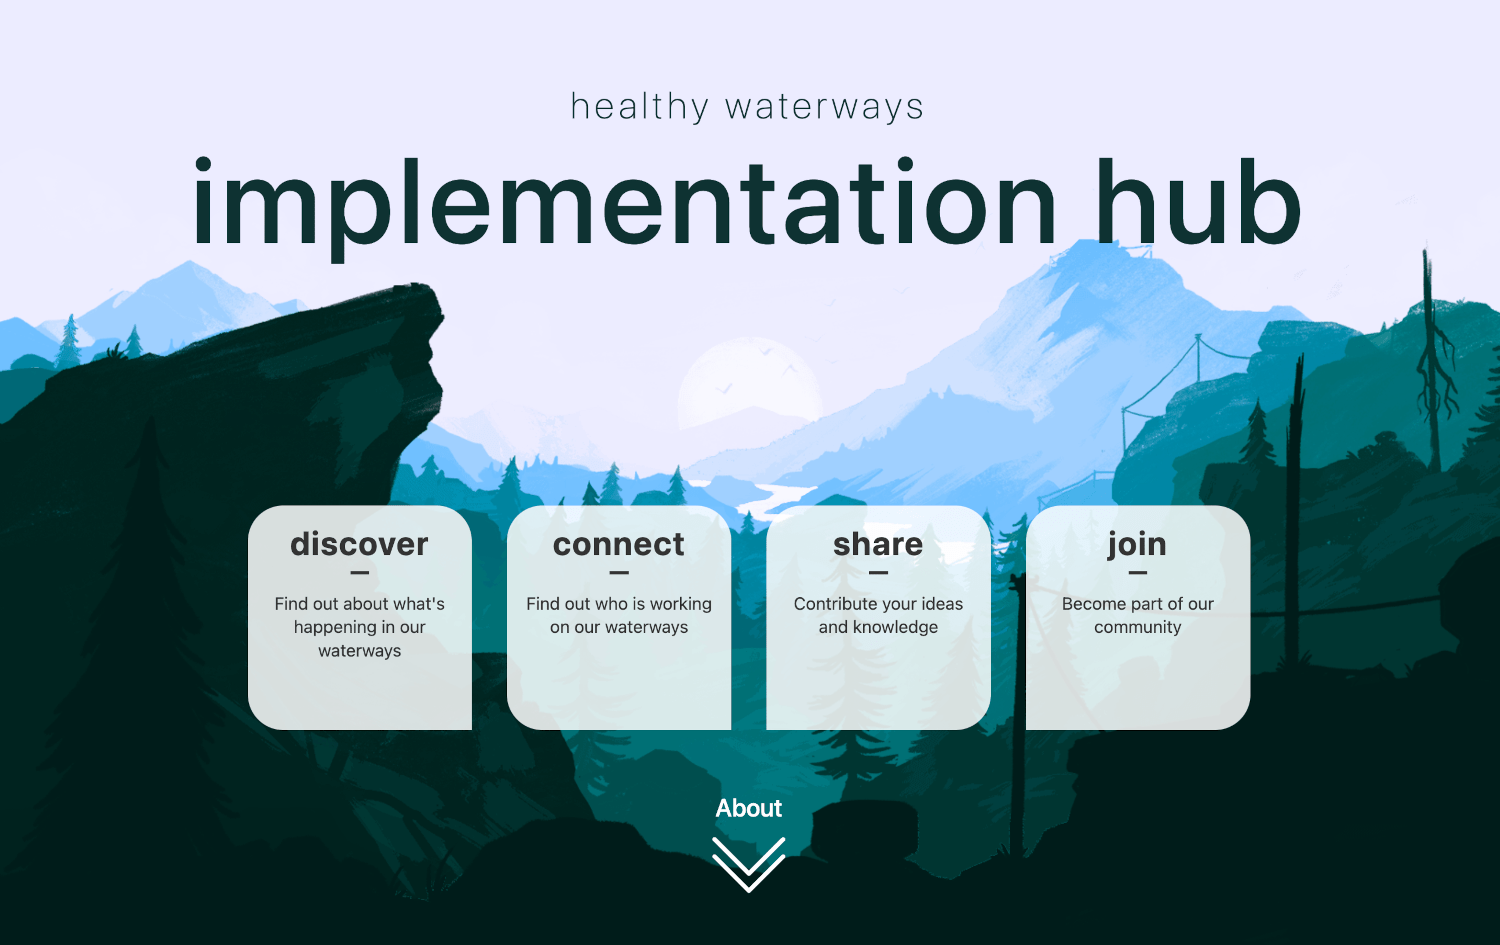 healthy waterways
implementation hub
discover
Find out about what's
happening in our
waterways
connect
Find out who is working
on our waterways
share
Contribute your ideas
and knowledge
join
Become part of our
community
About